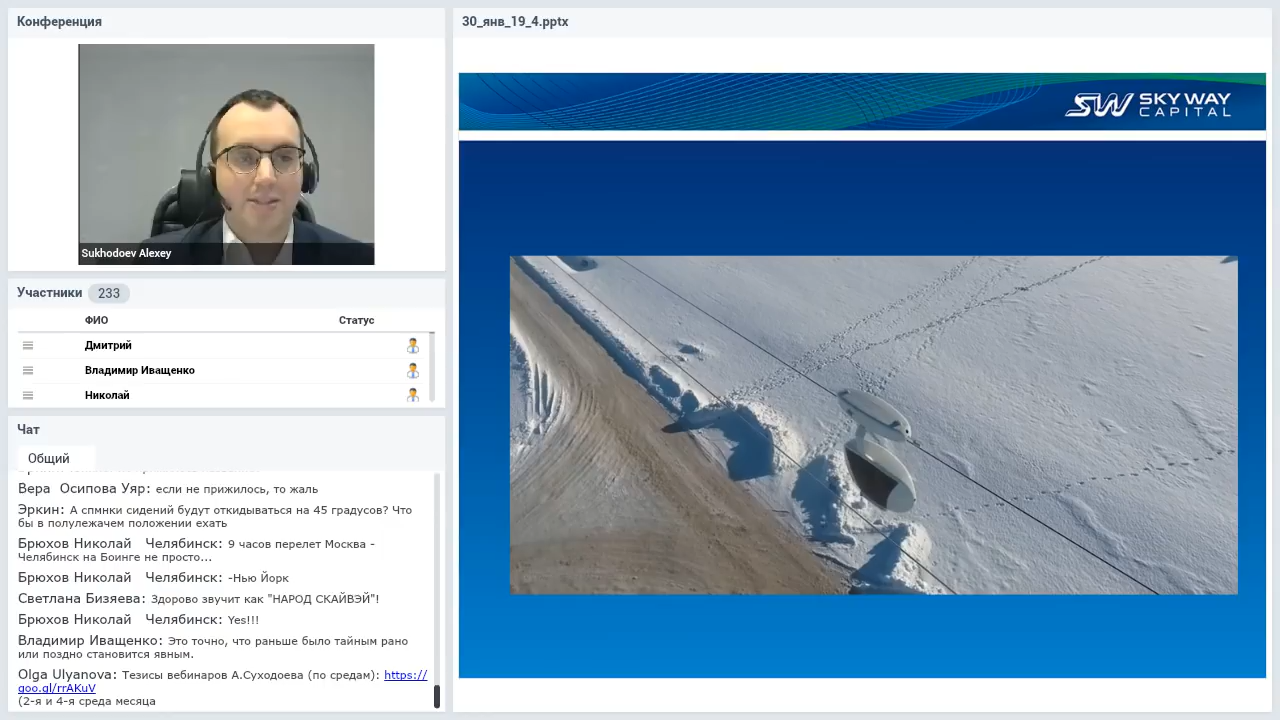 Конференция
Sukhodoev Alexey
Участники 233
ФИО Статус
Дмитрий
Владимир Иващенко
Николай
Чат
Общий
Вера Осипова Уяр: если не прижилось, то жаль
Эркин: А спмнки сидений будут откидываться на 45 градусов? Что
бы в полулежачем положении ехать
Брюхов Николай Челябинск: 9 часов перелет Москва -
Челябинск на Боинге не просто...
Брюхов Николай Челябинск: -Нью Йорк
Светлана Бизяева: Здорово звучит как "НАРОД СКАЙВЭЙ"!
Брюхов Николай Челябинск: Yes!!!
Владимир Иващенко: Это точно, что раньше было тайным рано
или поздно становится явным.
Olga Ulyanova: Тезисы вебинаров А.Суходоева (по средам): https://
goo.gl/rrAKuV
(2-я и 4-я среда месяца
30_янв_19_4.pptx
SW SKY WAY
CAPITAL